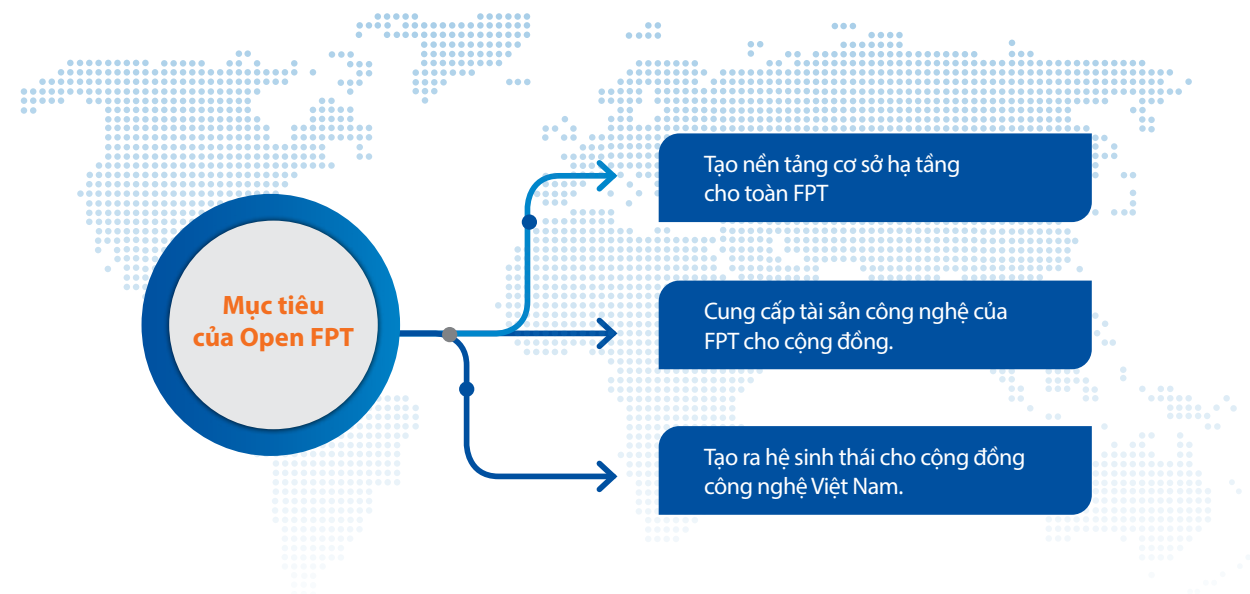 Mục tiêu
của Open FPT
Tạo nền tảng cơ sở hạ tầng
cho toàn FPT
Cung cấp tài sản công nghệ của
FPT cho cộng đồng.
Tạo ra hệ sinh thái cho cộng đồng
công nghệ Việt Nam.